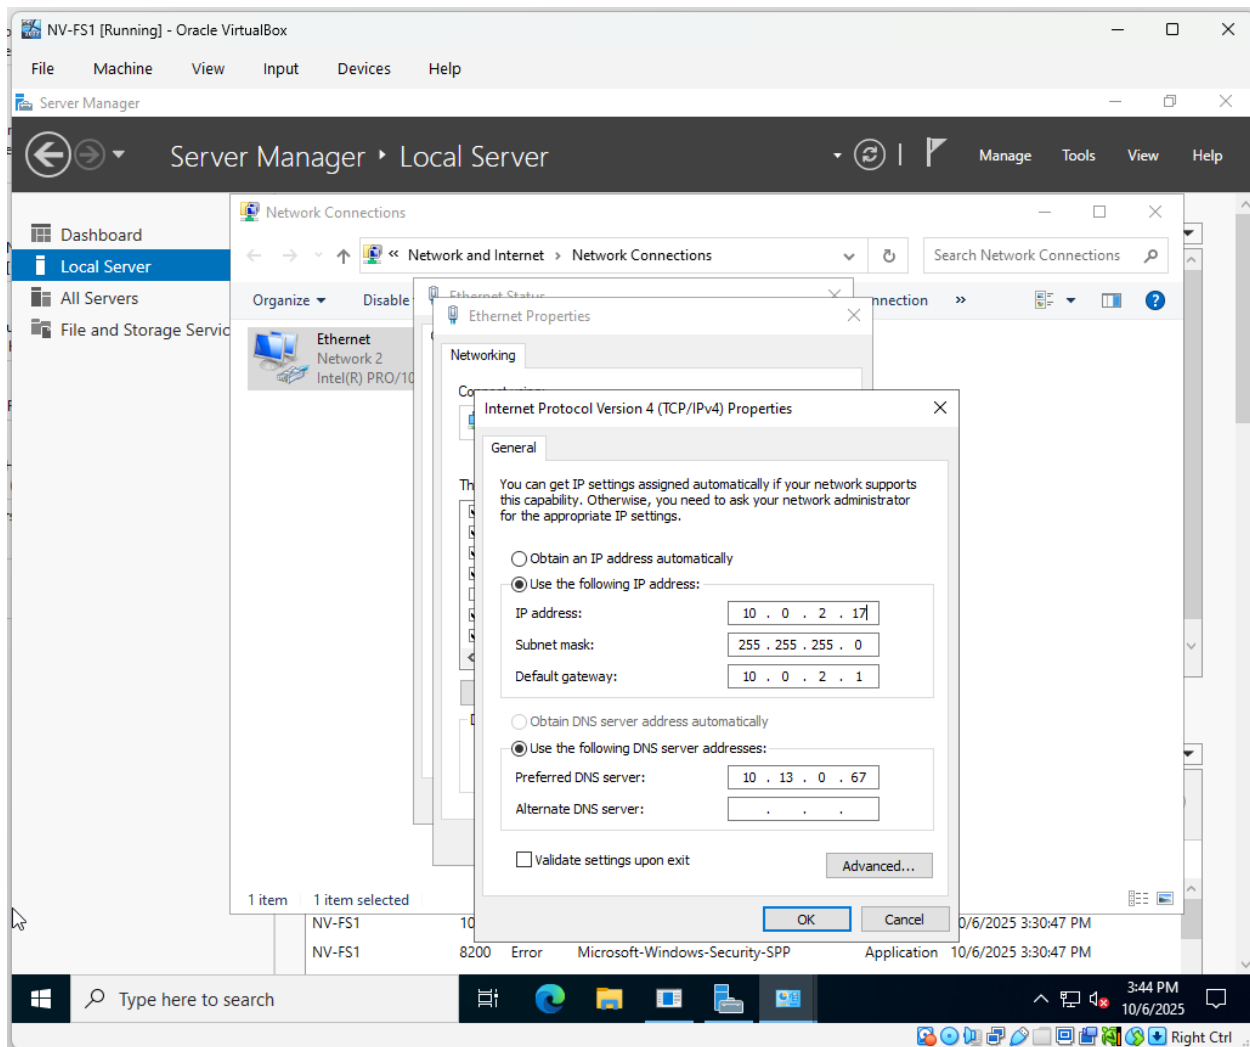 NV-FS1 [Running] - Oracle VirtualBox
File Machine View Input Devices Help
Server Manager
Server Manager Local Server
Manage Tools View Help
Dashboard
Local Server
All Servers
File and Storage Servic
Network Connections
« Network and Internet › Network Connections
Search Network Connections
Organize Disable nnection »
Ethernet
Network 2
Intel(R) PRO/10
Ethernet Status
Ethernet Properties
Networking
Internet Protocol Version 4 (TCP/IPv4) Properties
General
You can get IP settings assigned automatically if your network supports
this capability. Otherwise, you need to ask your network administrator
for the appropriate IP settings.
Obtain an IP address automatically
Use the following IP address:
IP address: 10 . 0 . 2 . 17
Subnet mask: 255 . 255 . 255 . 0
Default gateway: 10 . 0 . 2 . 1
Obtain DNS server address automatically
Use the following DNS server addresses:
Preferred DNS server: 10 . 13 . 0 . 67
Alternate DNS server: . . .
Validate settings upon exit
Advanced...
OK Cancel
1 item 1 item selected
NV-FS1 10 0/6/2025 3:30:47 PM
NV-FS1 8200 Error Microsoft-Windows-Security-SPP Application 10/6/2025 3:30:47 PM
Type here to search
3:44 PM
10/6/2025
Right Ctrl